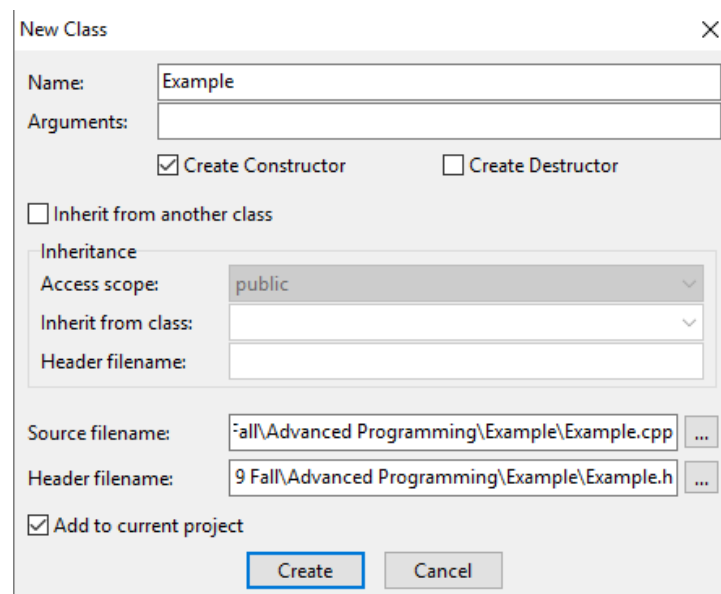 New Class
Name: Example
Arguments:
Create Constructor Create Destructor
Inherit from another class
Inheritance
Access scope: public
Inherit from class:
Header filename:
Source filename: Fall\Advanced Programming\Example\Example.cpp ...
Header filename: 9 Fall\Advanced Programming\Example\Example.h ...
Add to current project
Create Cancel